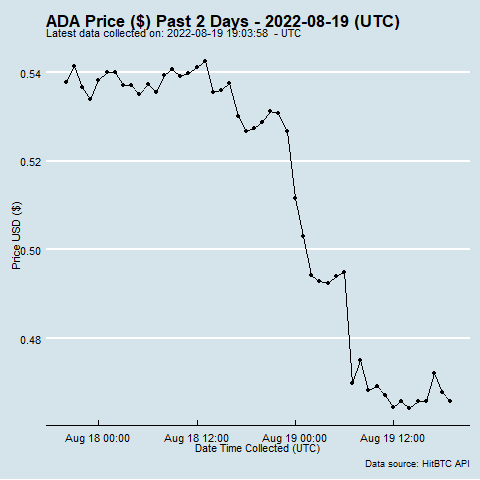 ADA Price ($) Past 2 Days - 2022-08-19 (UTC)
Latest data collected on: 2022-08-19 19:03:58  - UTC
Price USD ($)
0.54
0.52
0.50
0.48
Aug 18 00:00
Aug 18 12:00
Aug 19 00:00
Aug 19 12:00
Date Time Collected (UTC)
Data source: HitBTC API